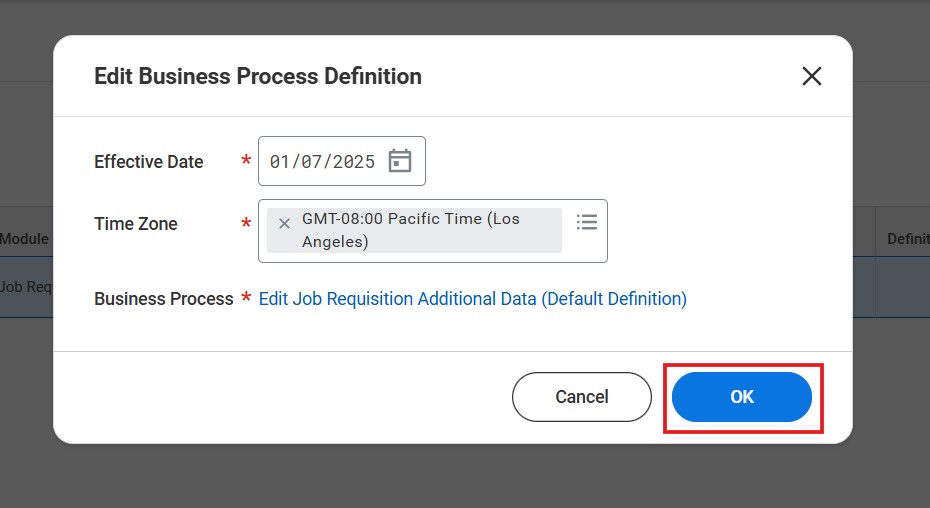 Edit Business Process Definition
Effective Date * 01/07/2025
Time Zone * × GMT-08:00 Pacific Time (Los
Angeles)
Module
Definit
Job Req
Business Process * Edit Job Requisition Additional Data (Default Definition)
Cancel OK